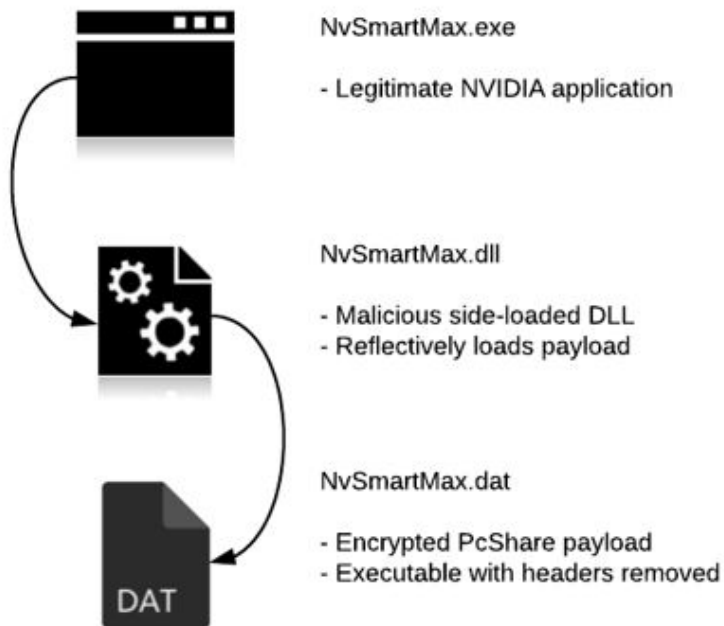 NvSmartMax.exe
- Legitimate NVIDIA application
NvSmartMax.dll
- Malicious side-loaded DLL
- Reflectively loads payload
NvSmartMax.dat
- Encrypted PcShare payload
- Executable with headers removed
DAT